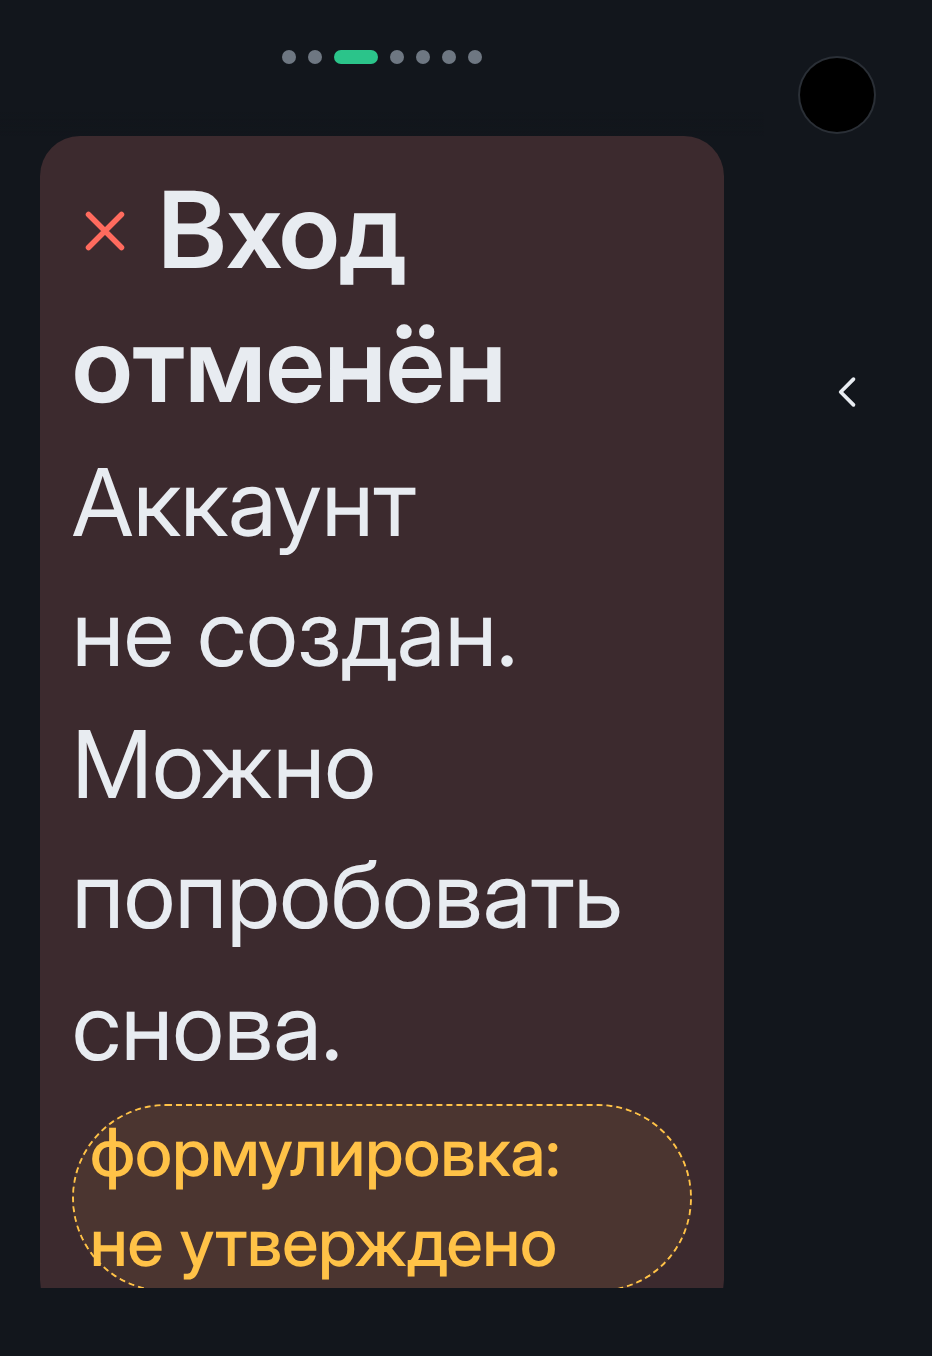 Вход
отменён
Аккаунт
не создан.
Можно
попробовать
снова.
формулировка:
не утверждено